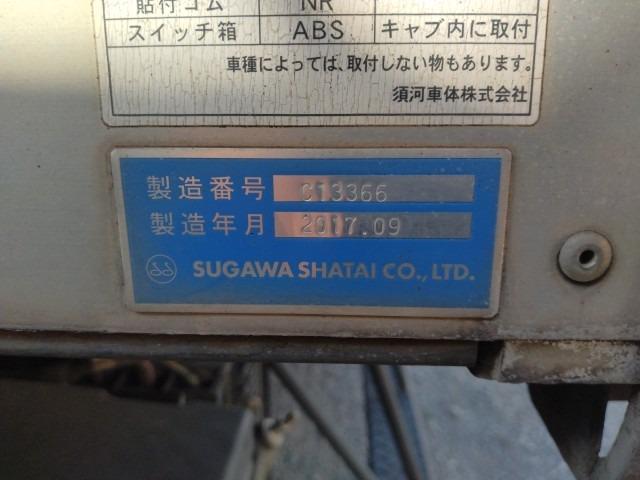 貼付ゴム NR
スイッチ箱 ABS キャブ内に取付
車種によっては、取付しない物もあります。
須河車体株式会社
製造番号 C13366
製造年月 2017.09
SUGAWA SHATAI CO., LTD.